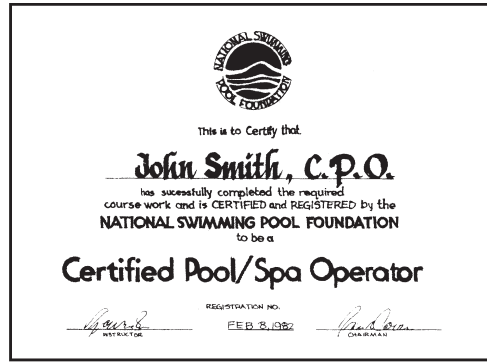 NATIONAL SWIMMING
POOL FOUNDATION
This is to Certify that
John Smith, C.P.O.
has sucessfully completed the required
course work and is CERTIFIED and REGISTERED by the
NATIONAL SWIMMING POOL FOUNDATION
to be a
Certified Pool/Spa Operator
REGISTRATION NO.
FEB 8, 1982
INSTRUCTOR
CHAIRMAN